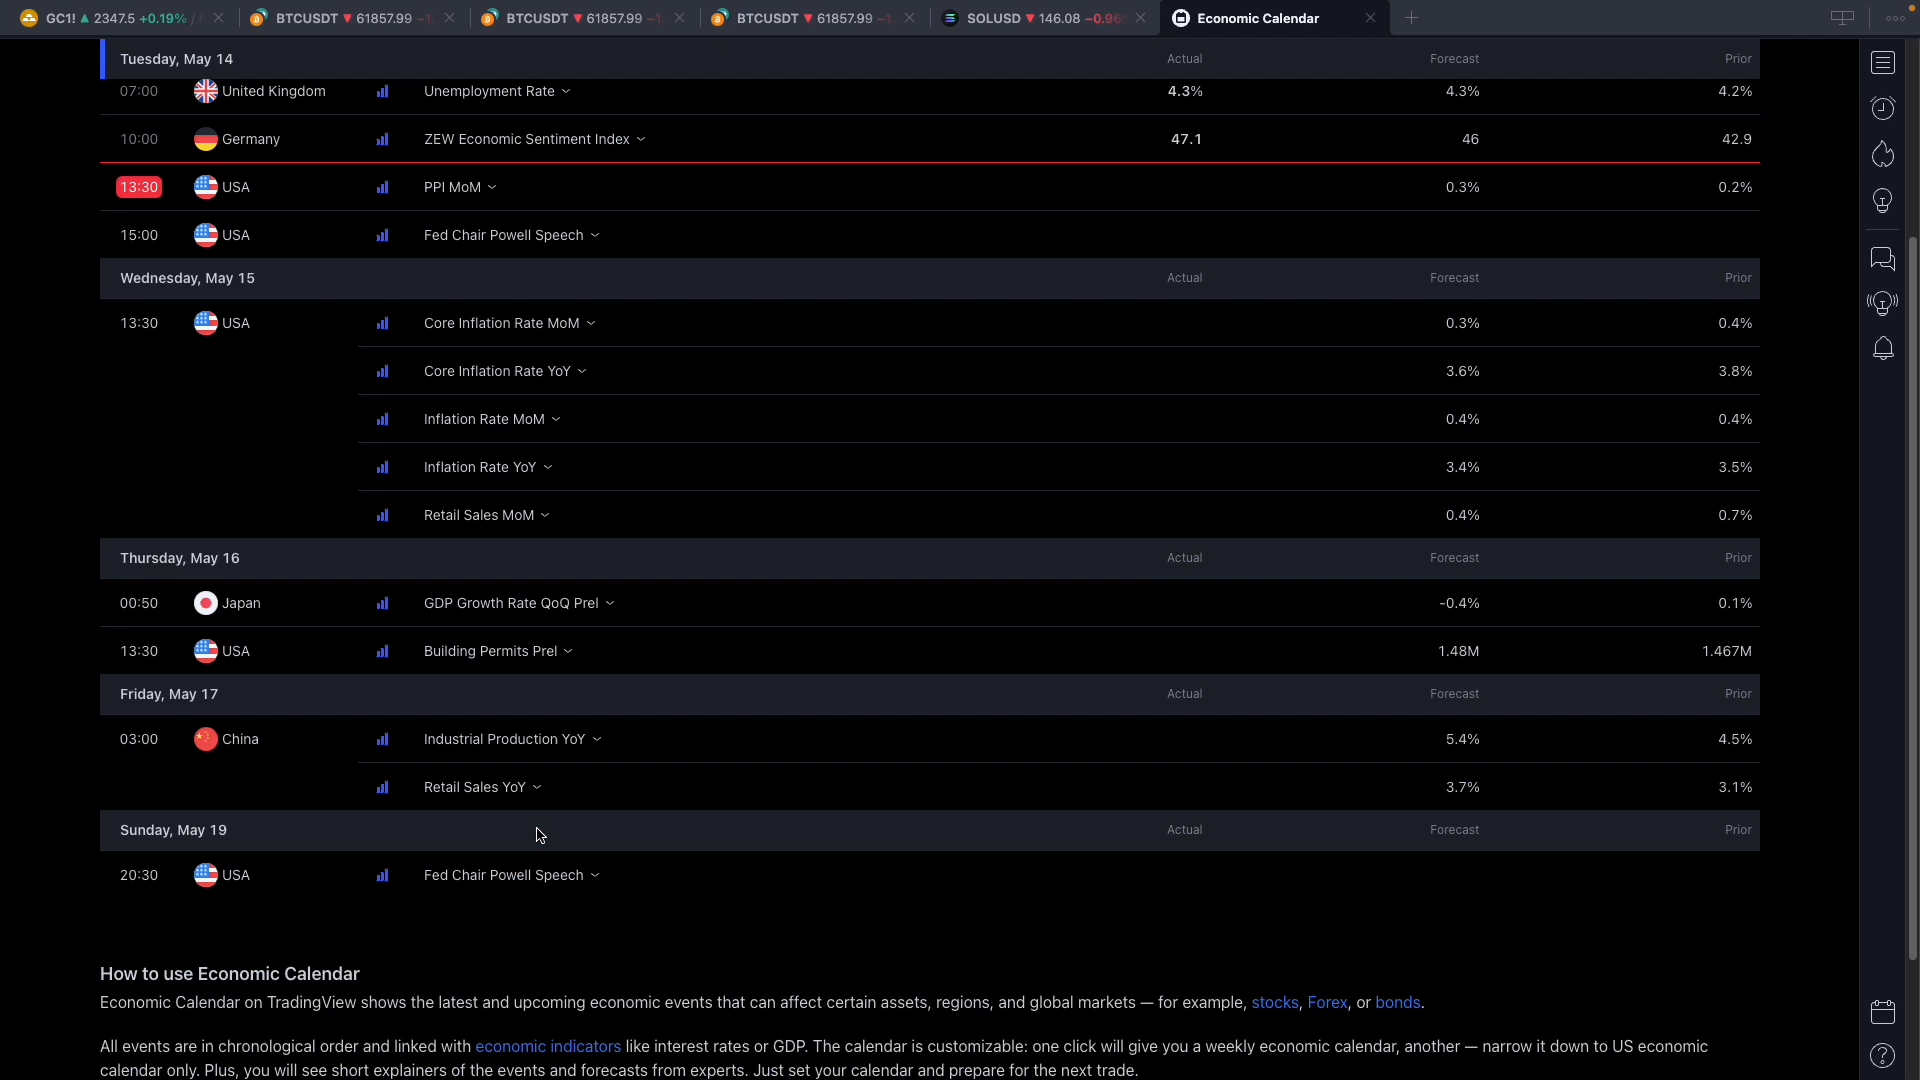 GC1! ▲ 2347.5 +0.19% / BTCUSDT ▼ 61857.99 −1. BTCUSDT ▼ 61857.99 −1. BTCUSDT ▼ 61857.99 −1. SOLUSD ▼ 146.08 −0.96 Economic Calendar
Tuesday, May 14 Actual Forecast Prior
07:00 United Kingdom Unemployment Rate 4.3% 4.3% 4.2%
10:00 Germany ZEW Economic Sentiment Index 47.1 46 42.9
13:30 USA PPI MoM 0.3% 0.2%
15:00 USA Fed Chair Powell Speech
Wednesday, May 15 Actual Forecast Prior
13:30 USA Core Inflation Rate MoM 0.3% 0.4%
Core Inflation Rate YoY 3.6% 3.8%
Inflation Rate MoM 0.4% 0.4%
Inflation Rate YoY 3.4% 3.5%
Retail Sales MoM 0.4% 0.7%
Thursday, May 16 Actual Forecast Prior
00:50 Japan GDP Growth Rate QoQ Prel -0.4% 0.1%
13:30 USA Building Permits Prel 1.48M 1.467M
Friday, May 17 Actual Forecast Prior
03:00 China Industrial Production YoY 5.4% 4.5%
Retail Sales YoY 3.7% 3.1%
Sunday, May 19 Actual Forecast Prior
20:30 USA Fed Chair Powell Speech
How to use Economic Calendar
Economic Calendar on TradingView shows the latest and upcoming economic events that can affect certain assets, regions, and global markets — for example, stocks, Forex, or bonds.
All events are in chronological order and linked with economic indicators like interest rates or GDP. The calendar is customizable: one click will give you a weekly economic calendar, another — narrow it down to US economic
calendar only. Plus, you will see short explainers of the events and forecasts from experts. Just set your calendar and prepare for the next trade.